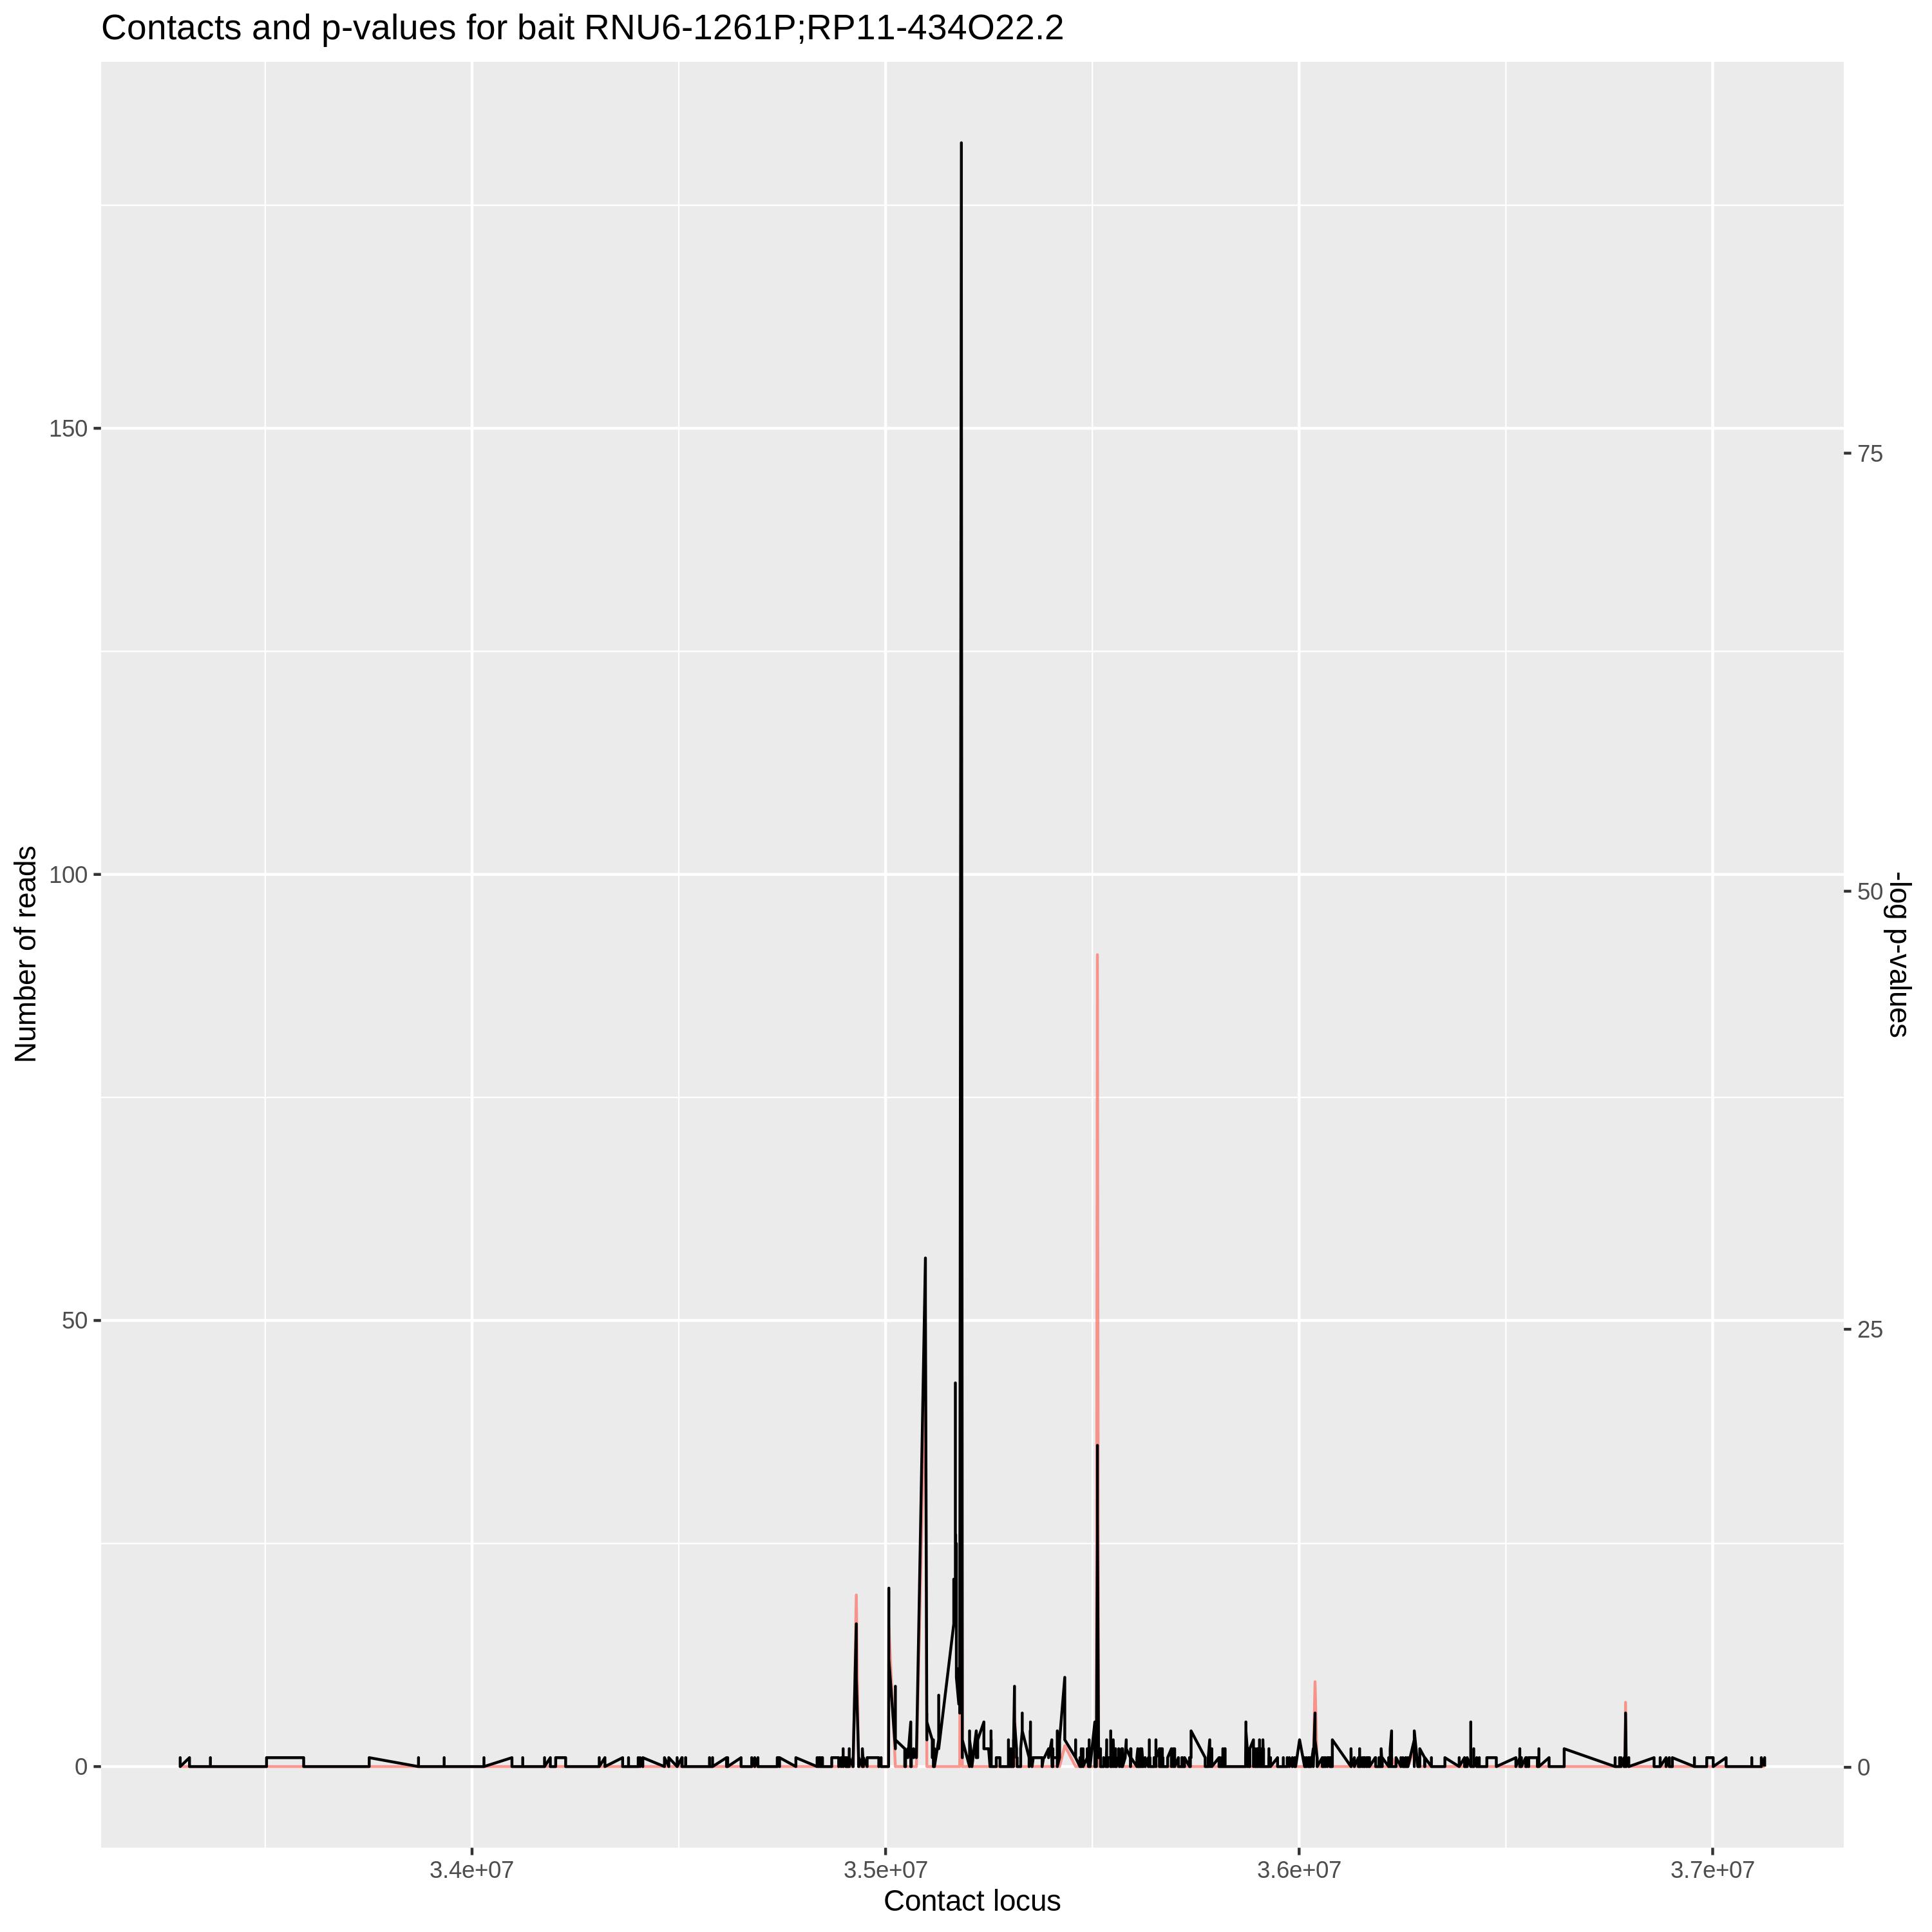 Contacts and p-values for bait RNU6-1261P;RP11-434O22.2
150
100
50
0
Number of reads
75
50
25
0
-log p-values
3.4e+07 3.5e+07 3.6e+07 3.7e+07
Contact locus